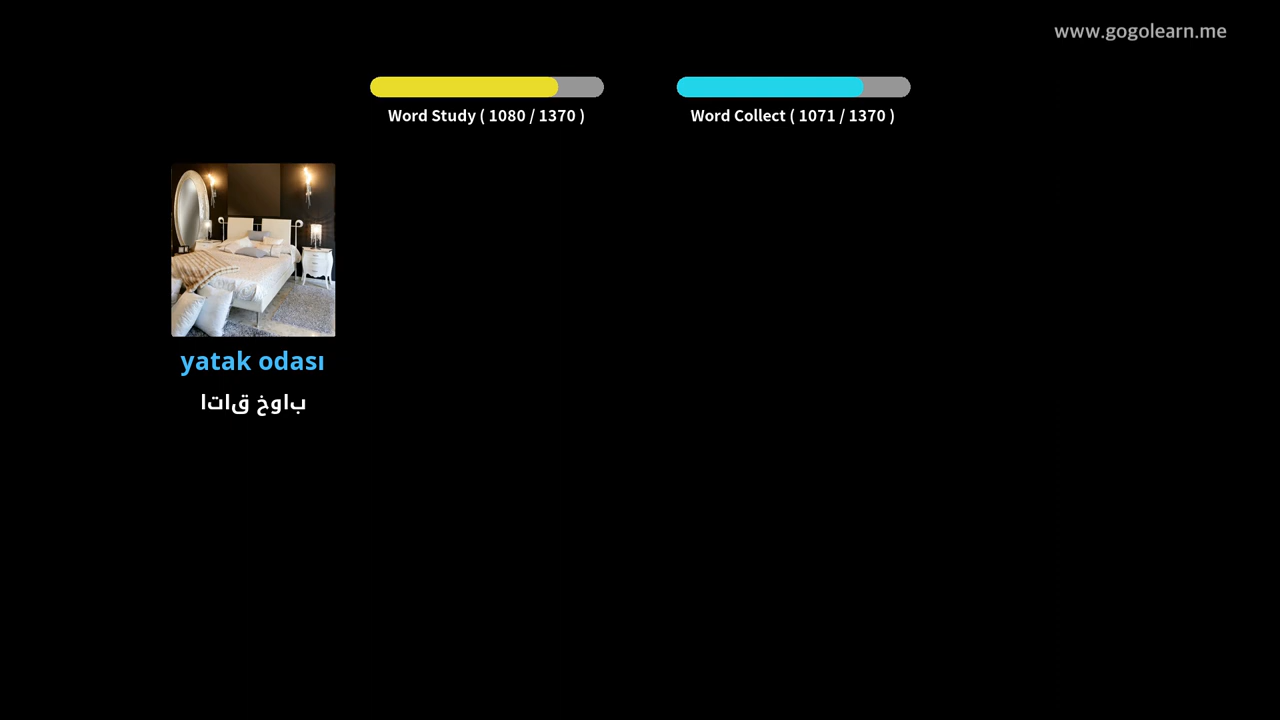 www.gogolearn.me
Word Study ( 1080 / 1370 )
Word Collect ( 1071 / 1370 )
yatak odası
باوخ قاتا